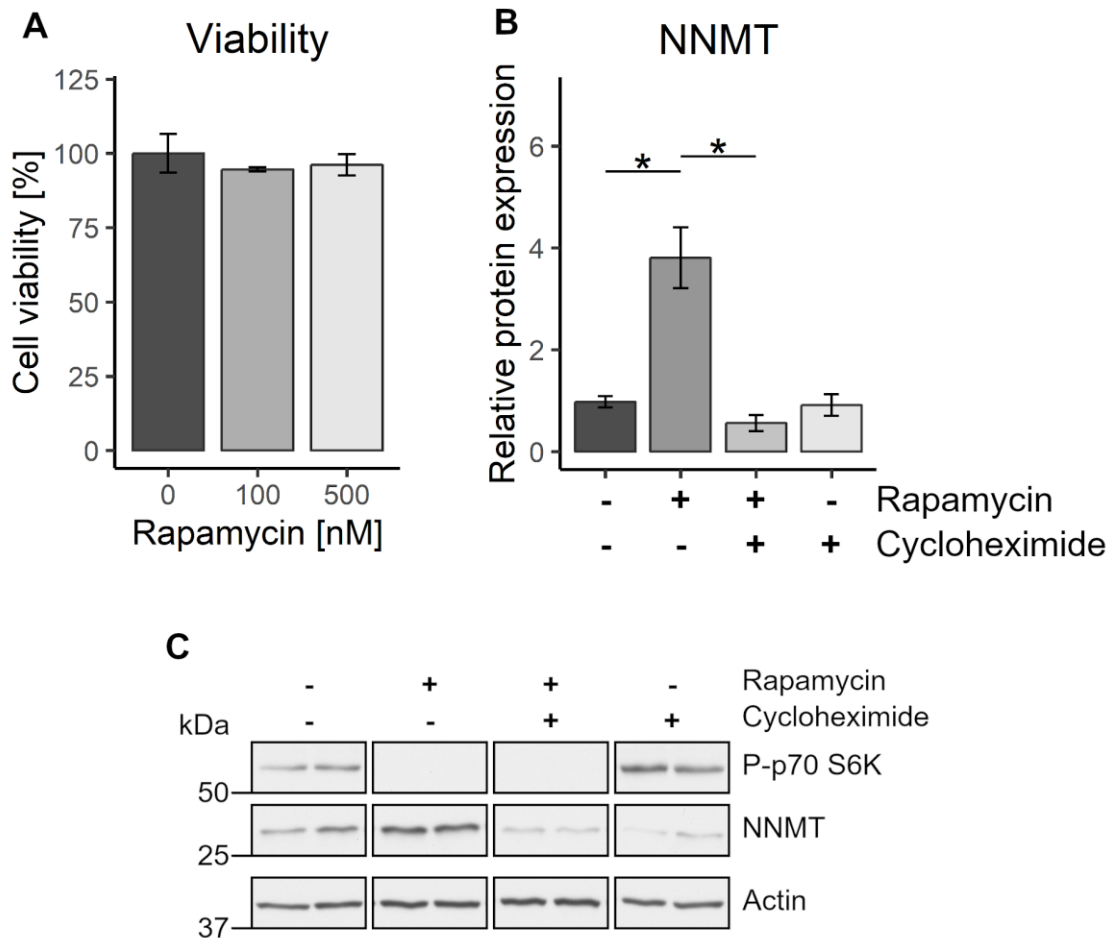 A
Viability
Cell viability [%]
125
100
75
50
25
0
0 100 500
Rapamycin [nM]
B
NNMT
Relative protein expression
6
4
2
0
* *
- + + - Rapamycin
- - + + Cycloheximide
C
- + + - Rapamycin
kDa - - + + Cycloheximide
P-p70 S6K
50
NNMT
25
Actin
37